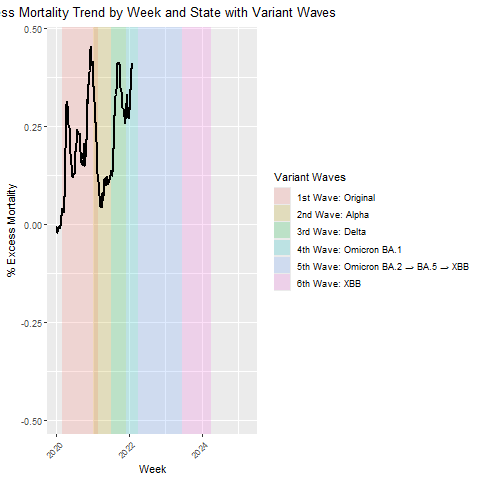 ess Mortality Trend by Week and State with Variant Waves
0.50
0.25
0.00
-0.25
-0.50
% Excess Mortality
2020
2022
2024
Week
Variant Waves
1st Wave: Original
2nd Wave: Alpha
3rd Wave: Delta
4th Wave: Omicron BA.1
5th Wave: Omicron BA.2 → BA.5 → XBB
6th Wave: XBB